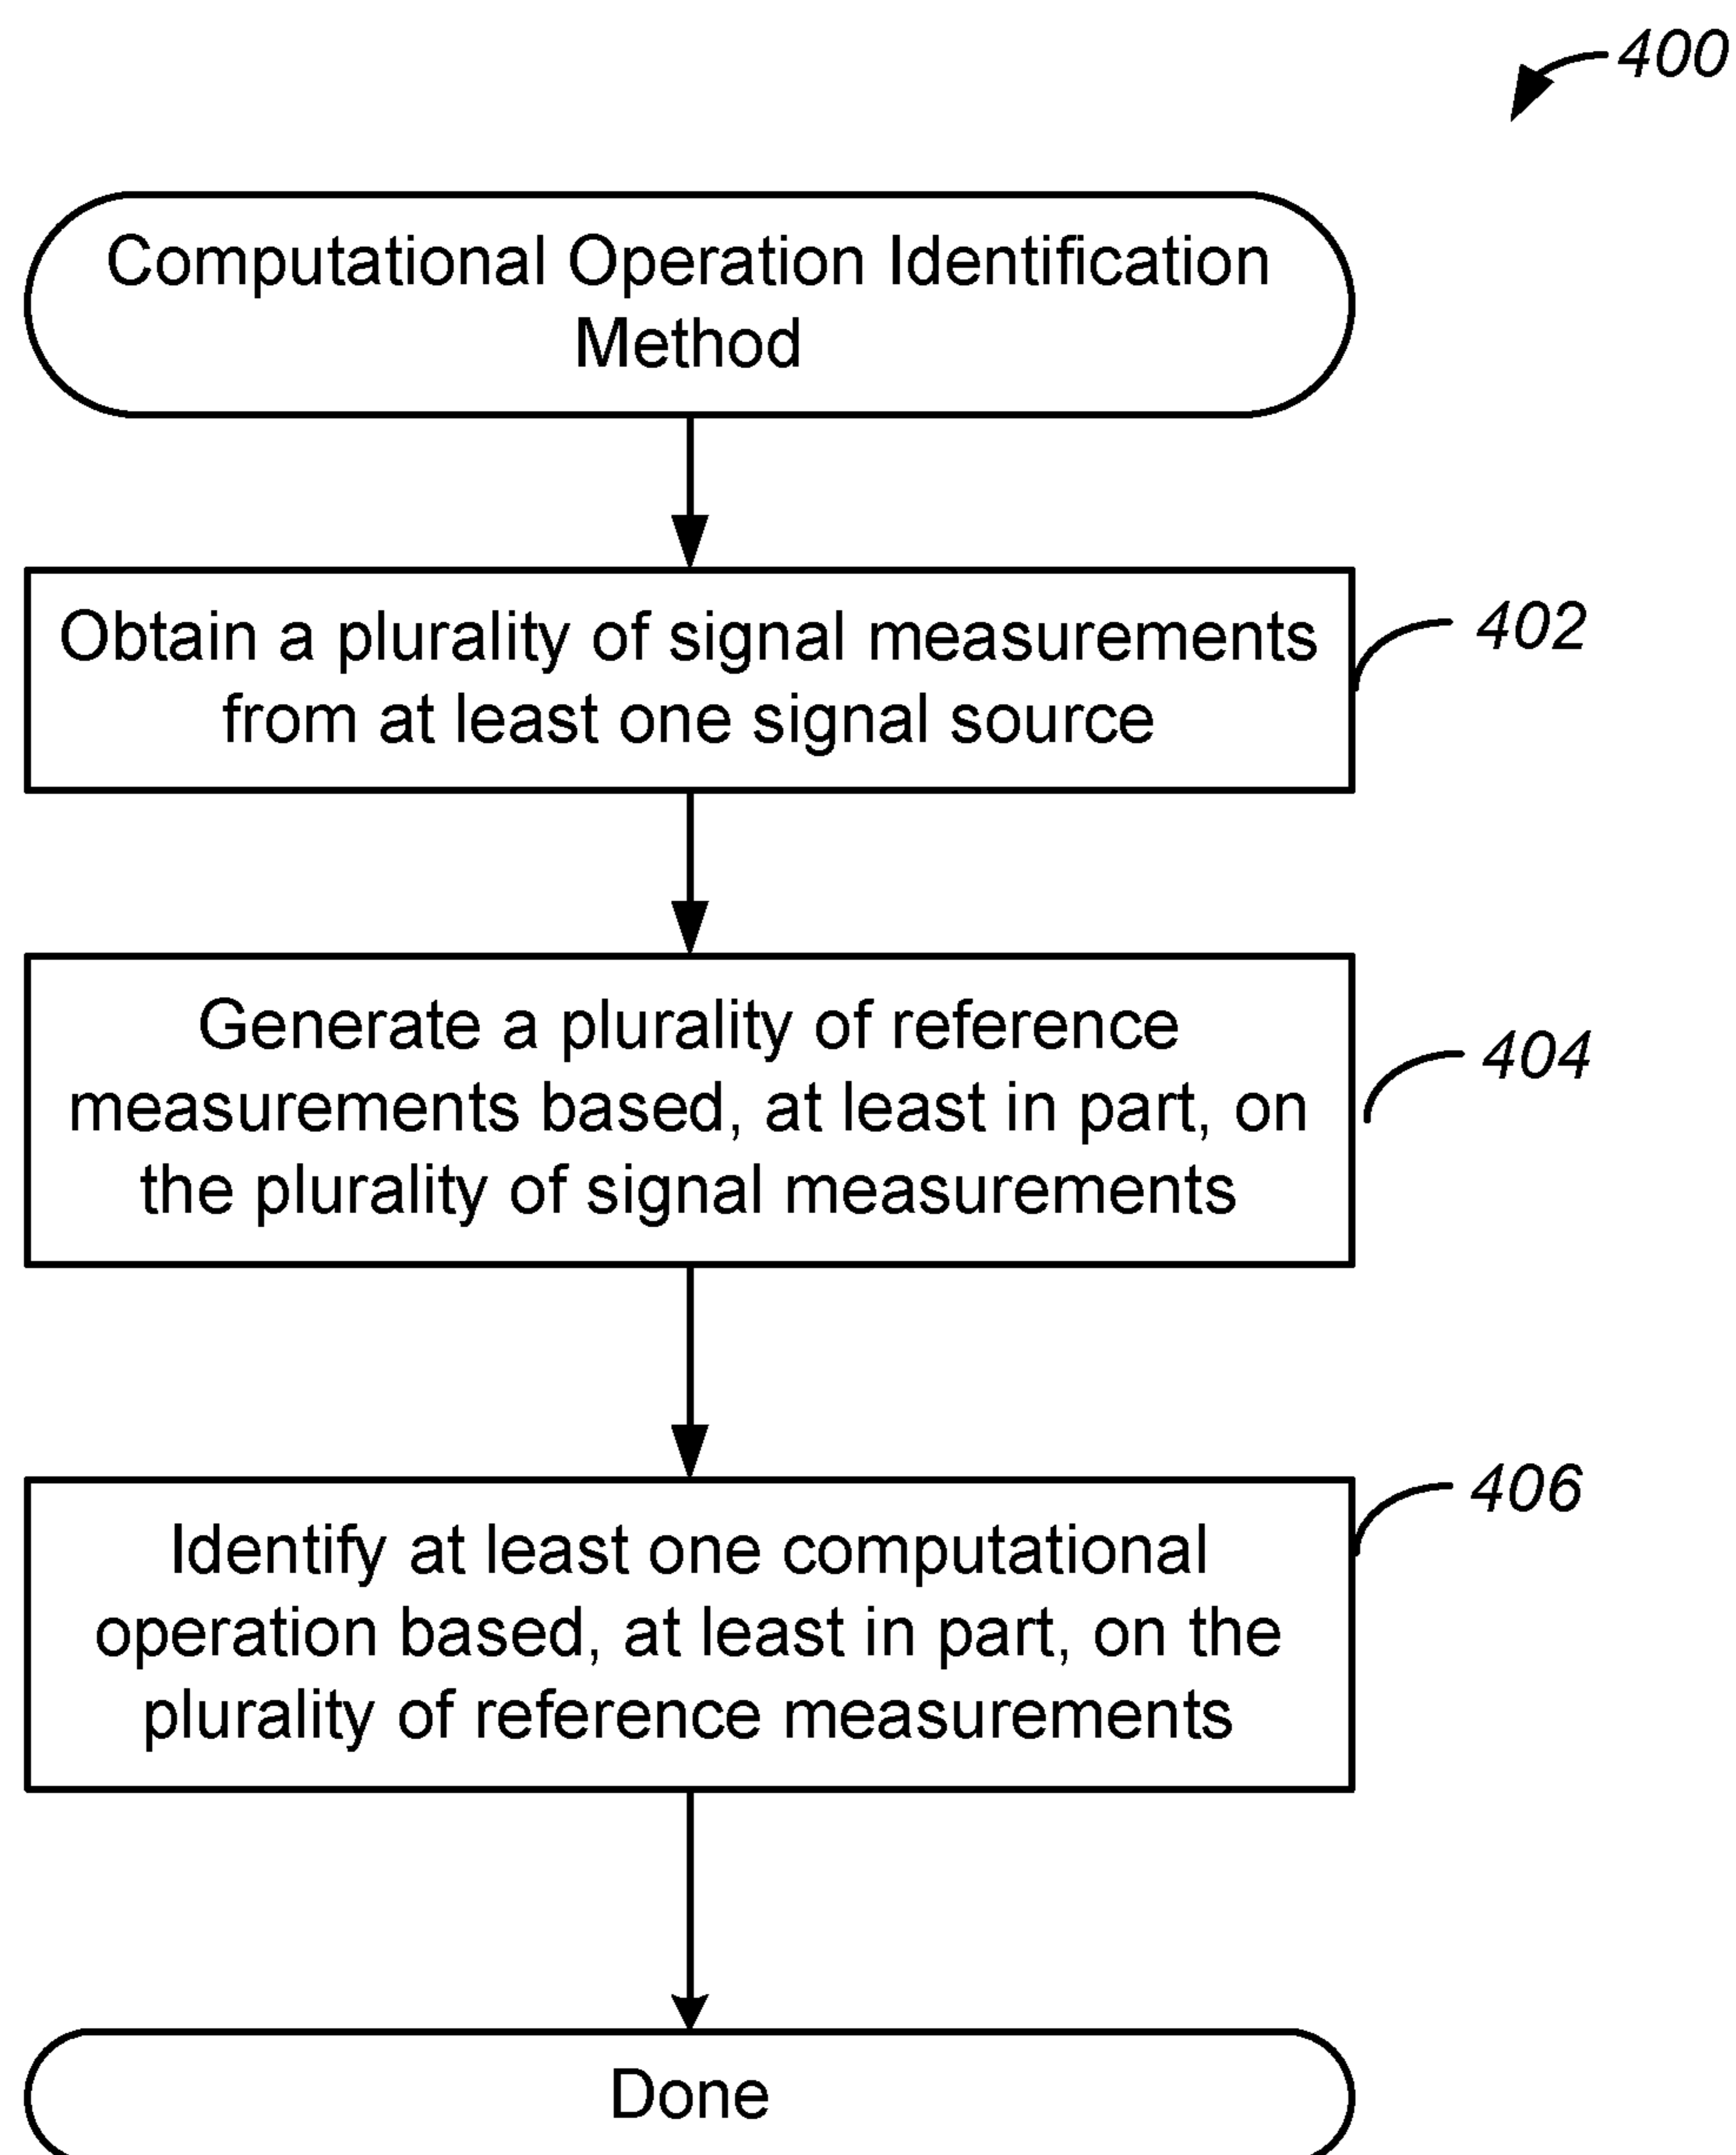 400
Computational Operation Identification
Method
Obtain a plurality of signal measurements
from at least one signal source
402
Generate a plurality of reference
measurements based, at least in part, on
the plurality of signal measurements
404
Identify at least one computational
operation based, at least in part, on the
plurality of reference measurements
406
Done